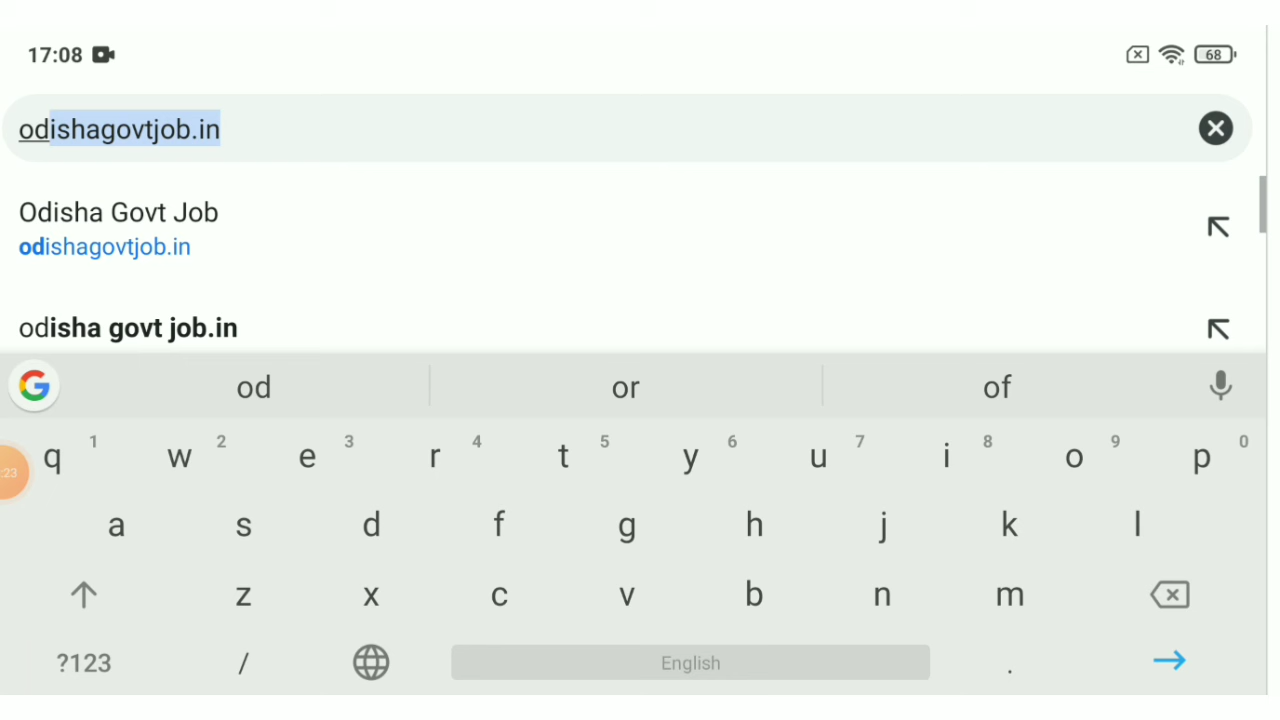 17:08
68
odishagovtjob.in
Odisha Govt Job
odishagovtjob.in
odisha govt job.in
G od or of
:23
q 1 w 2 e 3 r 4 t 5 y 6 u 7 i 8 o 9 p 0
a s d f g h j k l
z x c v b n m
?123 / English .